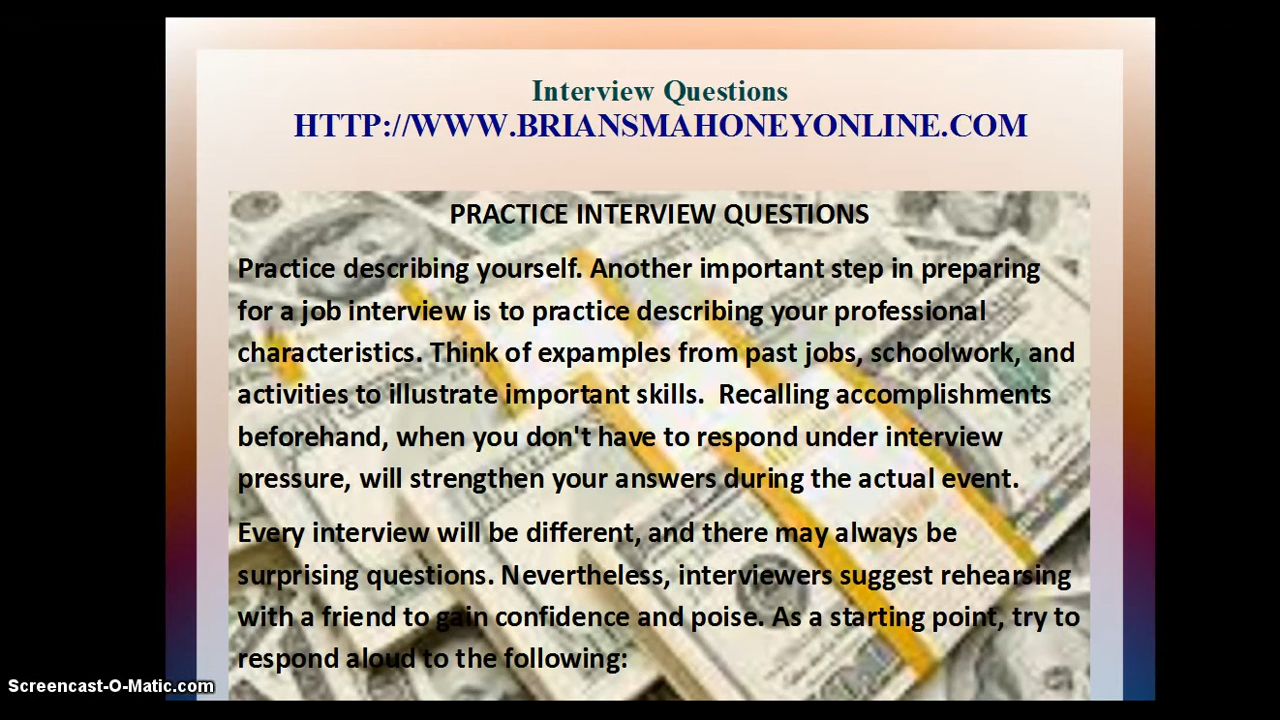 Interview Questions
HTTP://WWW.BRIANSMAHONEYONLINE.COM
PRACTICE INTERVIEW QUESTIONS
Practice describing yourself. Another important step in preparing
for a job interview is to practice describing your professional
characteristics. Think of expamples from past jobs, schoolwork, and
activities to illustrate important skills.  Recalling accomplishments
beforehand, when you don't have to respond under interview
pressure, will strengthen your answers during the actual event.
Every interview will be different, and there may always be
surprising questions. Nevertheless, interviewers suggest rehearsing
with a friend to gain confidence and poise. As a starting point, try to
respond aloud to the following:
Screencast-O-Matic.com